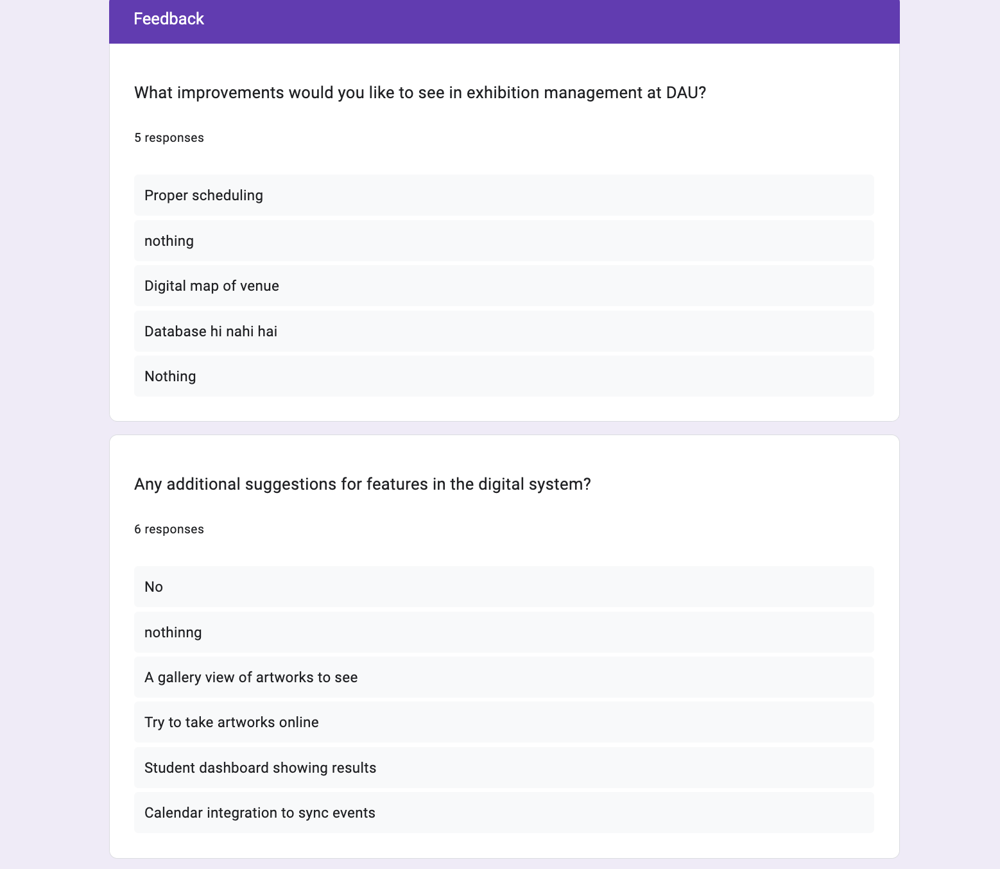 Feedback
What improvements would you like to see in exhibition management at DAU?
5 responses
Proper scheduling
nothing
Digital map of venue
Database hi nahi hai
Nothing
Any additional suggestions for features in the digital system?
6 responses
No
nothinng
A gallery view of artworks to see
Try to take artworks online
Student dashboard showing results
Calendar integration to sync events